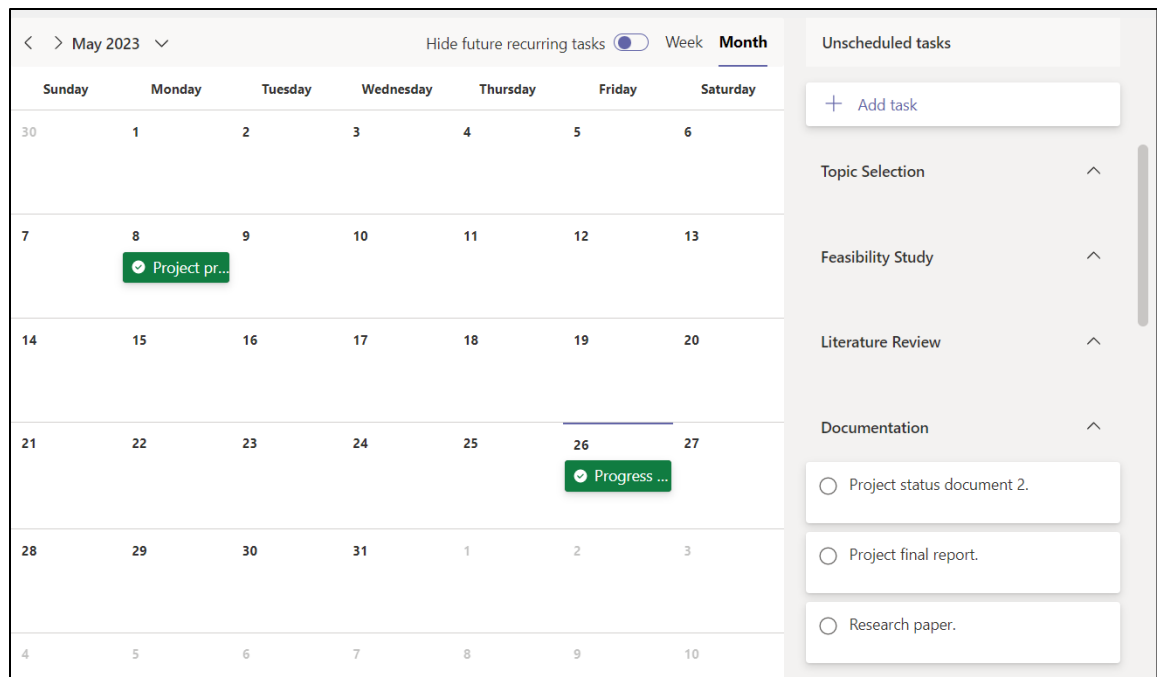 May 2023
Hide future recurring tasks Week Month
Sunday Monday Tuesday Wednesday Thursday Friday Saturday
30 1 2 3 4 5 6
7 8 9 10 11 12 13
Project pr...
14 15 16 17 18 19 20
21 22 23 24 25 26 27
Progress ...
28 29 30 31 1 2 3
4 5 6 7 8 9 10
Unscheduled tasks
+ Add task
Topic Selection
Feasibility Study
Literature Review
Documentation
Project status document 2.
Project final report.
Research paper.